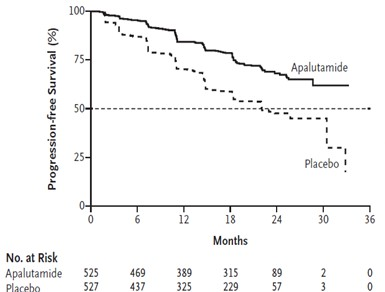 100
75
50
25
0
Progression-free Survival (%)
Apalutamide
Placebo
0 6 12 18 24 30 36
Months
No. at Risk
Apalutamide 525 469 389 315 89 2 0
Placebo 527 437 325 229 57 3 0